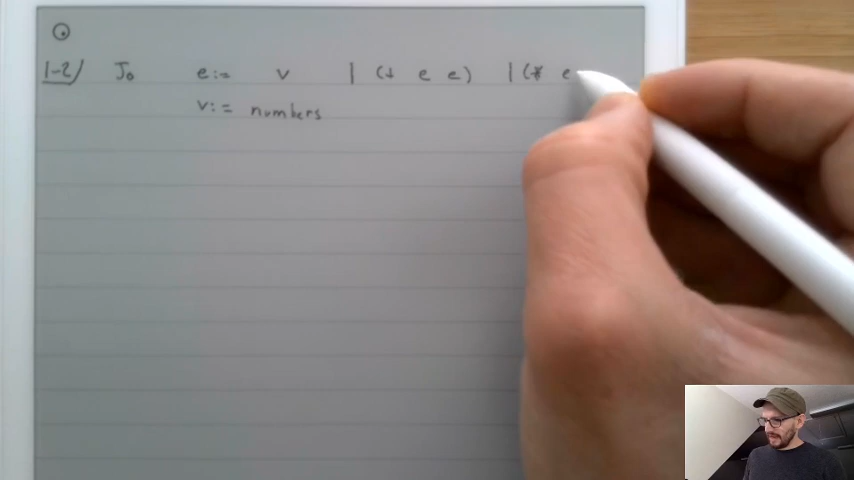 1-2/ J₀ e:= v | (+ e e) | (* e
v:= numbers